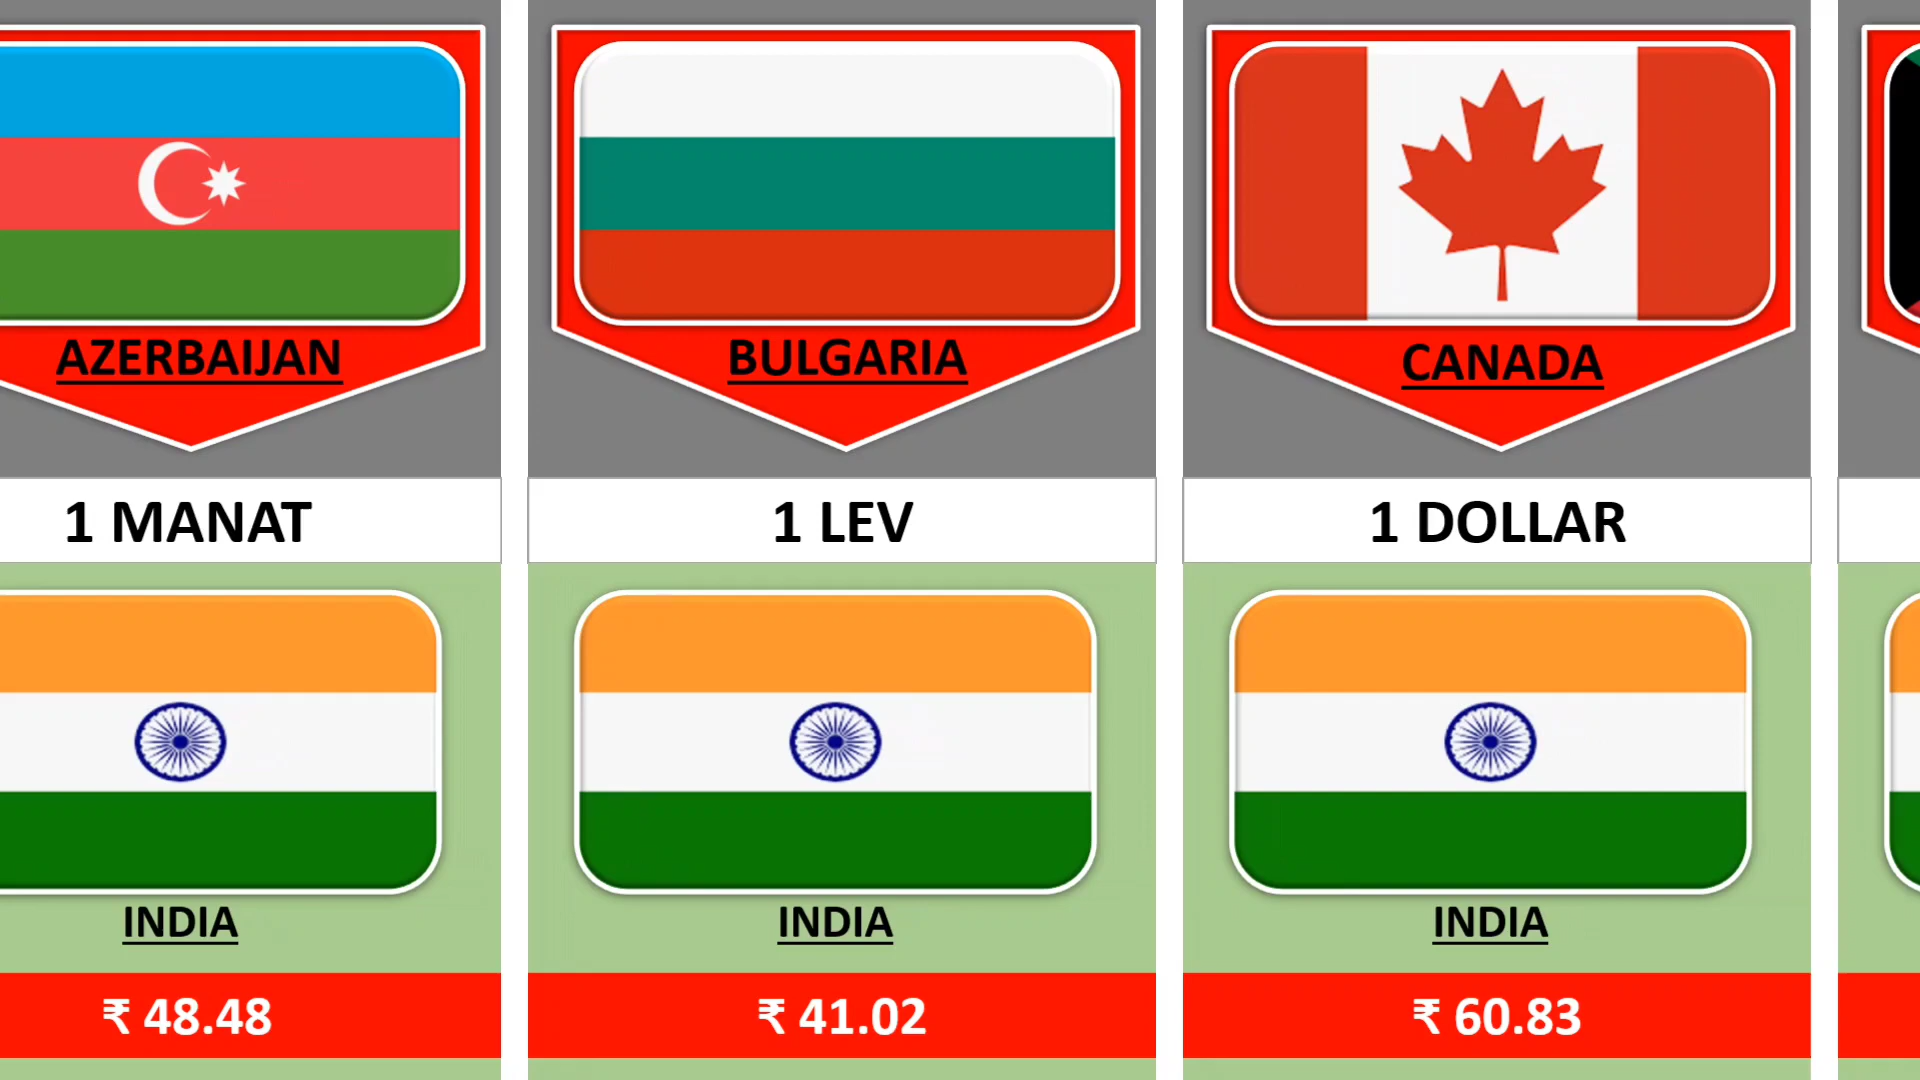 AZERBAIJAN
BULGARIA
CANADA
1 MANAT
1 LEV
1 DOLLAR
INDIA
INDIA
INDIA
₹ 48.48
₹ 41.02
₹ 60.83